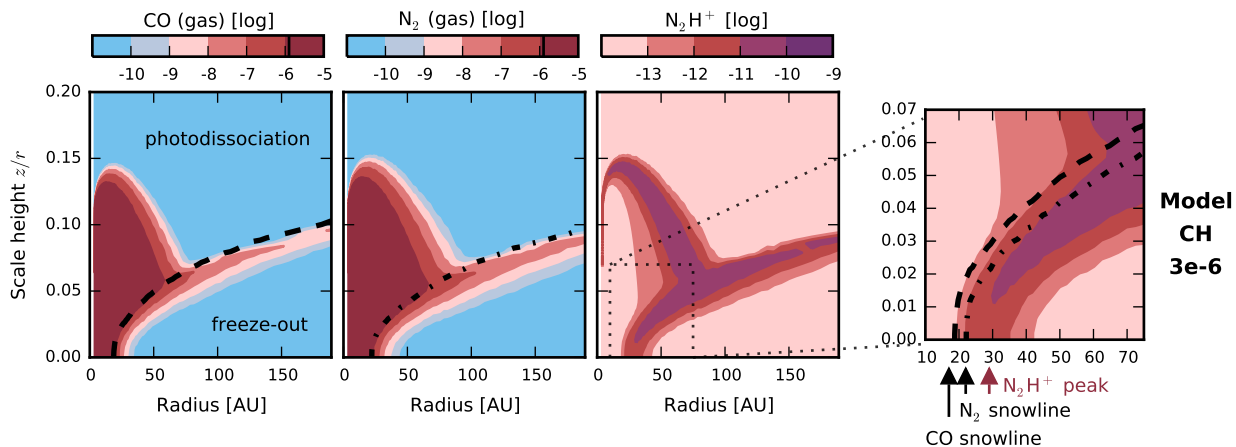 CO (gas) [log]
N₂ (gas) [log]
N₂H⁺ [log]
-10 -9 -8 -7 -6 -5
-10 -9 -8 -7 -6 -5
-13 -12 -11 -10 -9
Scale height z/r
0.20
0.15
0.10
0.05
0.00
photodissociation
freeze-out
0 50 100 150
0 50 100 150
0 50 100 150
Radius [AU]
Radius [AU]
Radius [AU]
0.07
0.06
0.05
0.04
0.03
0.02
0.01
0.00
10 20 30 40 50 60 70
N₂H⁺ peak
N₂ snowline
CO snowline
Model
CH
3e-6